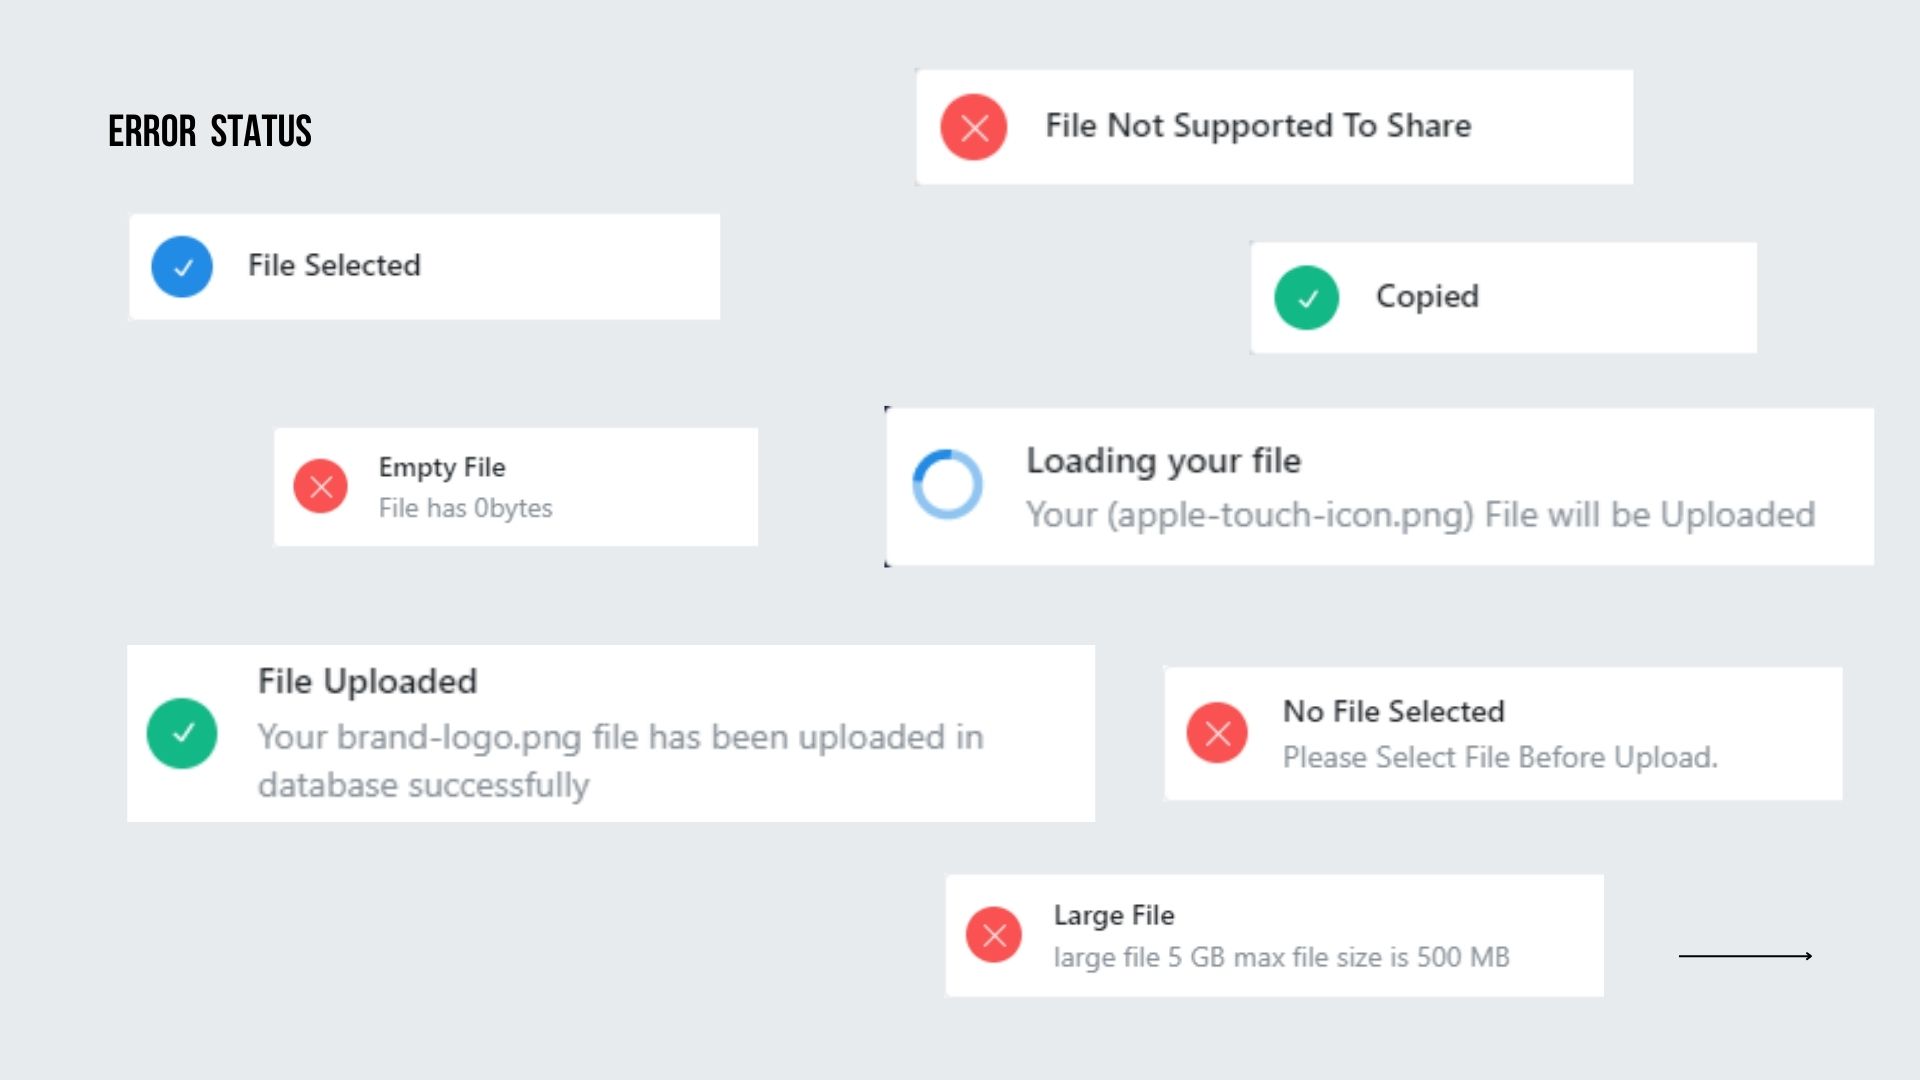 ERROR STATUS
File Not Supported To Share
File Selected
Copied
Empty File
File has 0bytes
Loading your file
Your (apple-touch-icon.png) File will be Uploaded
File Uploaded
Your brand-logo.png file has been uploaded in
database successfully
No File Selected
Please Select File Before Upload.
Large File
large file 5 GB max file size is 500 MB